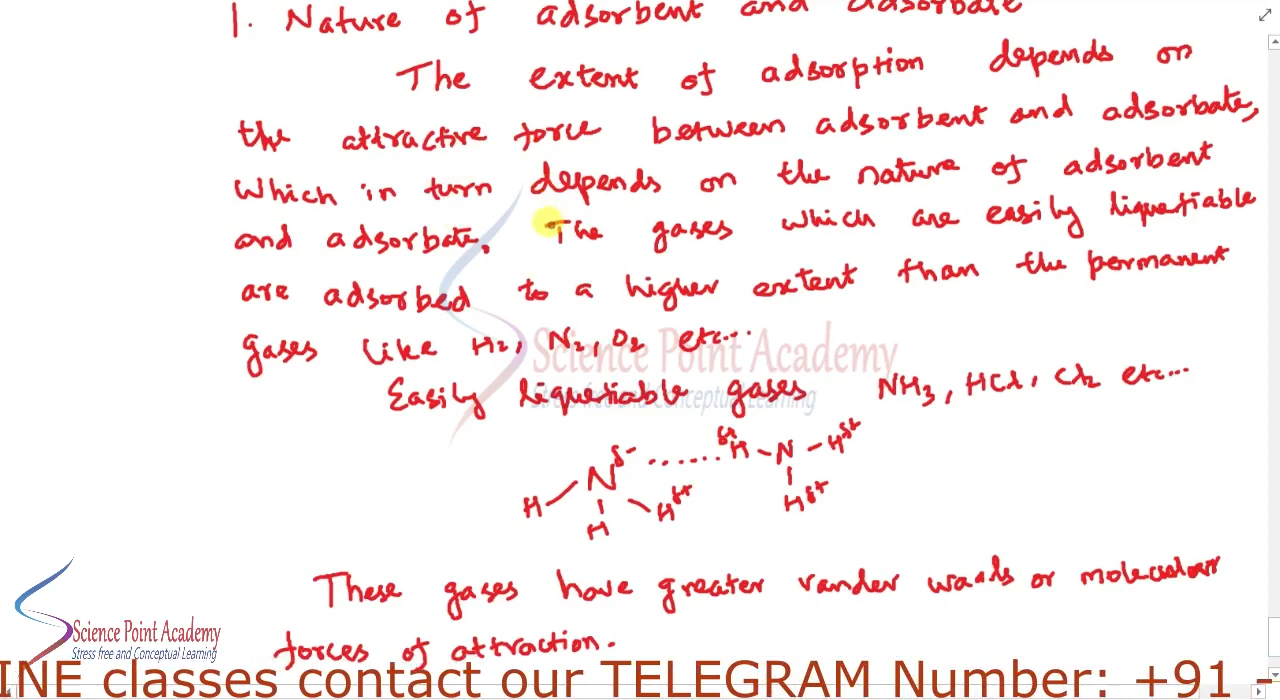 1. Nature of adsorbent and adsorbate
The extent of adsorption depends on
the attractive force between adsorbent and adsorbate,
Which in turn depends on the nature of adsorbent
and adsorbate. The gases which are easily liquefiable
are adsorbed to a higher extent than the permanent
gases like H2, N2, O2 etc...
Science Point Academy
Easily liquefiable gases NH3, HCl, Cl2 etc...
Stress free and Conceptual Learning
N δ- ...... δ+ H - N - H δ+
H H H δ+ H δ+
These gases have greater vander waals or molecular
forces of attraction.
Science Point Academy
Stress free and Conceptual Learning
INE classes contact our TELEGRAM Number: +91 -